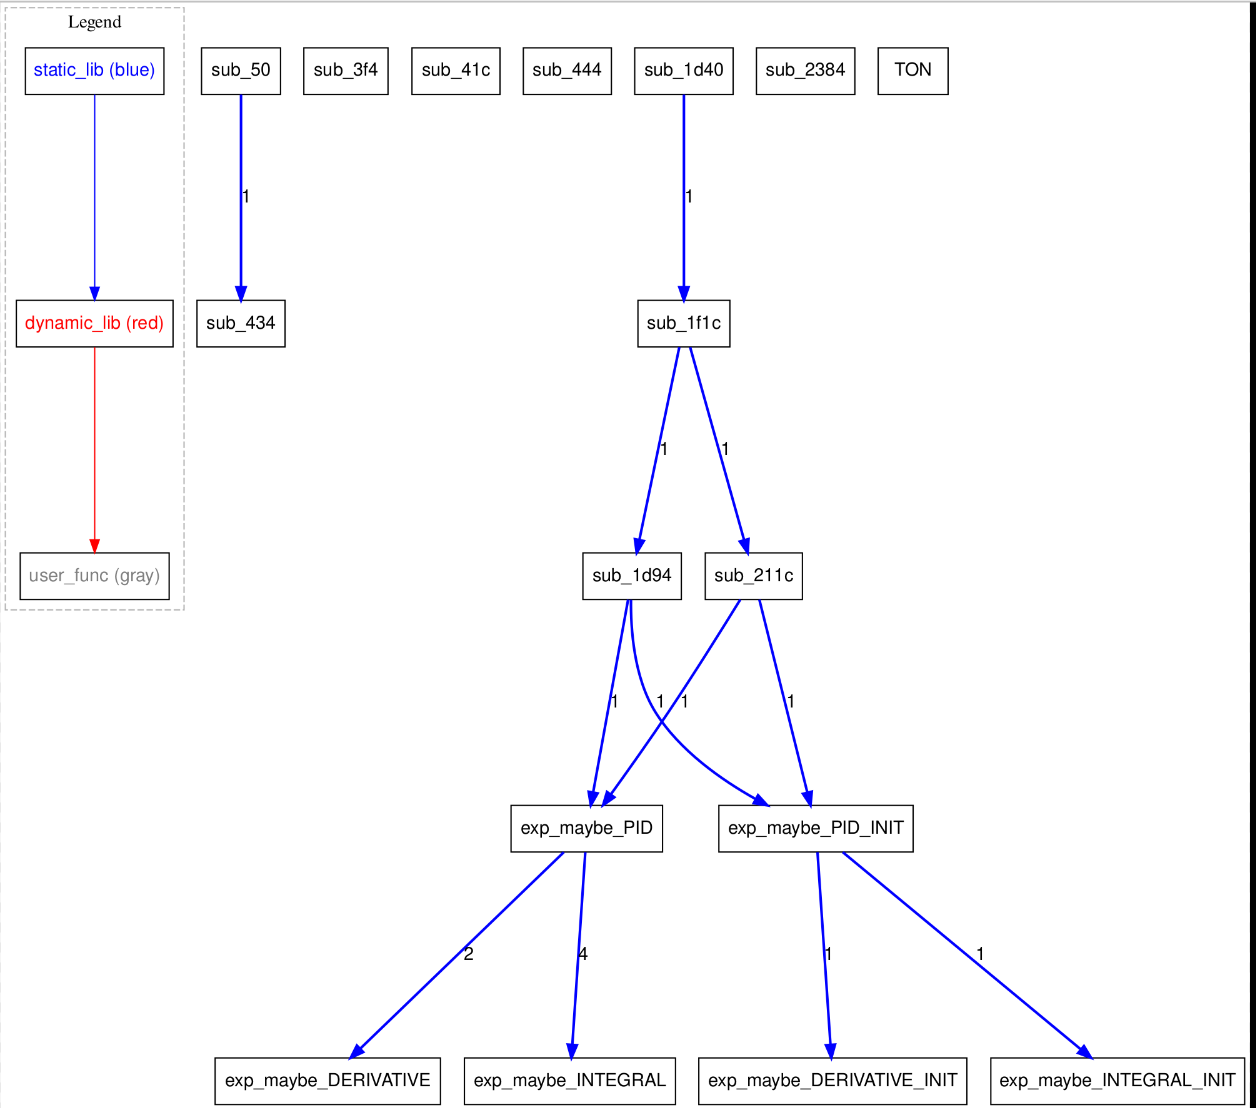 Legend
static_lib (blue)
sub_50
sub_3f4
sub_41c
sub_444
sub_1d40
sub_2384
TON
1
1
dynamic_lib (red)
sub_434
sub_1f1c
1
1
user_func (gray)
sub_1d94
sub_211c
1
1
1
1
exp_maybe_PID
exp_maybe_PID_INIT
2
4
1
1
exp_maybe_DERIVATIVE
exp_maybe_INTEGRAL
exp_maybe_DERIVATIVE_INIT
exp_maybe_INTEGRAL_INIT